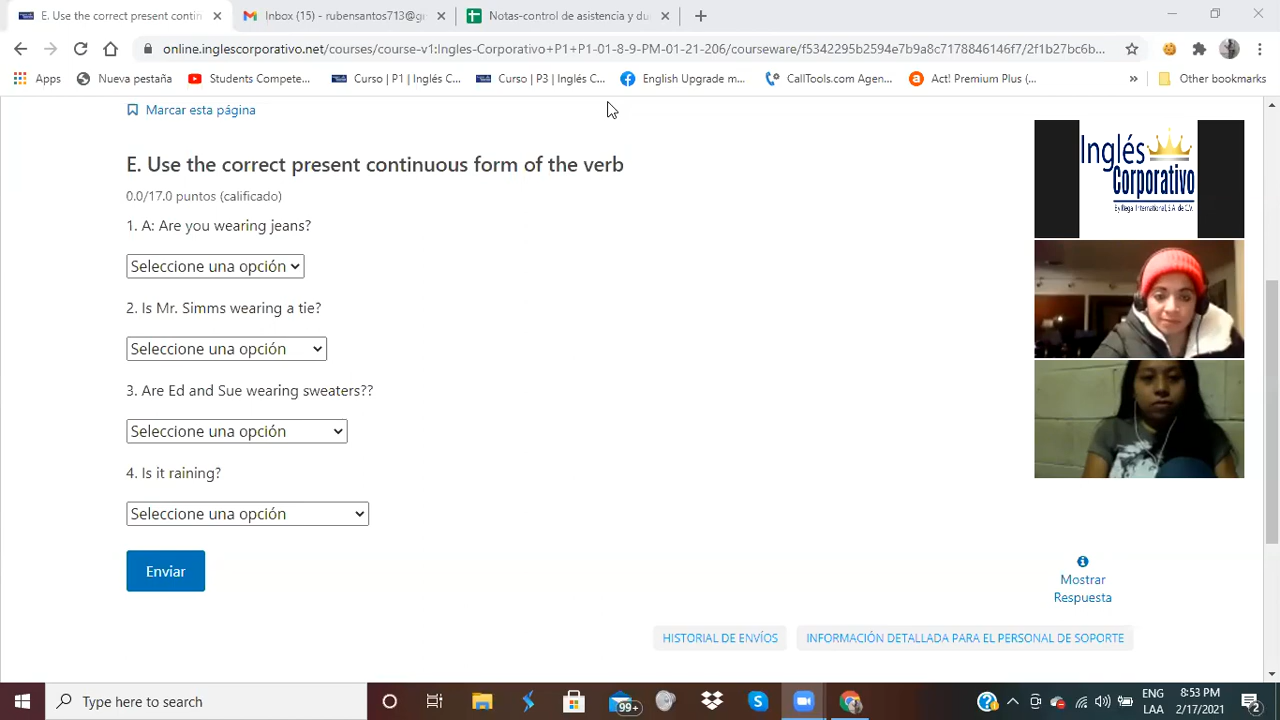 E. Use the correct present contin
Inbox (15) - rubensantos713@gr
Notas-control de asistencia y du
online.inglescorporativo.net/courses/course-v1:Ingles-Corporativo+P1+P1-01-8-9-PM-01-21-206/courseware/f5342295b2594e7b9a8c7178846146f7/2f1b27bc6b...
Apps
Nueva pestaña
Students Compete...
Curso | P1 | Inglés C...
Curso | P3 | Inglés C...
English Upgrade m...
CallTools.com Agen...
Act! Premium Plus (...
»
Other bookmarks
Marcar esta página
E. Use the correct present continuous form of the verb
0.0/17.0 puntos (calificado)
1. A: Are you wearing jeans?
Seleccione una opción
2. Is Mr. Simms wearing a tie?
Seleccione una opción
3. Are Ed and Sue wearing sweaters??
Seleccione una opción
4. Is it raining?
Seleccione una opción
Enviar
Mostrar
Respuesta
HISTORIAL DE ENVÍOS
INFORMACIÓN DETALLADA PARA EL PERSONAL DE SOPORTE
Inglés
Corporativo
Type here to search
99+
ENG
LAA
8:53 PM
2/17/2021
2